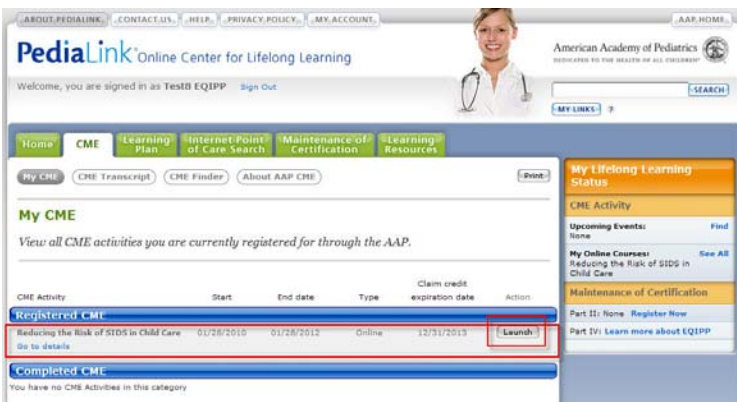 ABOUT PEDIALINK CONTACT US HELP PRIVACY POLICY MY ACCOUNT AAP HOME
PediaLink Online Center for Lifelong Learning
American Academy of Pediatrics
DEDICATED TO THE HEALTH OF ALL CHILDREN
Welcome, you are signed in as TestB EQIPP Sign Out
SEARCH
MY LINKS ?
Home CME Learning Plan Internet Point of Care Search Maintenance of Certification Learning Resources
My CME CME Transcript CME Finder About AAP CME Print
My CME
View all CME activities you are currently registered for through the AAP.
CME Activity Start End date Type Claim credit expiration date Action
Registered CME
Reducing the Risk of SIDS in Child Care 01/28/2010 01/28/2012 Online 12/31/2013 Launch
Go to details
Completed CME
You have no CME Activities in this category
My Lifelong Learning
Status
CME Activity
Upcoming Events: Find
None
My Online Courses: See All
Reducing the Risk of SIDS in
Child Care
Maintenance of Certification
Part II: None Register Now
Part IV: Learn more about EQIPP